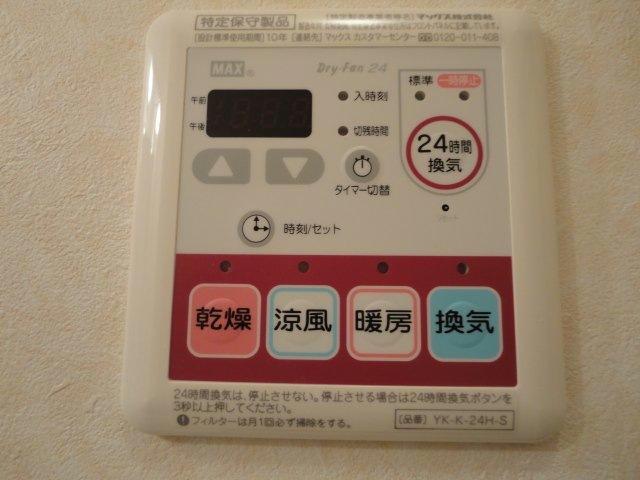 特定保守製品
マックス株式会社
[設計標準使用期間] 10年 [連絡先] マックス カスタマーセンター 0120-011-408
MAX® Dry-Fan 24
標準 一時停止
午前
午後
入時刻
切残時間
24時間
換気
タイマー切替
時刻/セット
乾燥 涼風 暖房 換気
24時間換気は、停止させない。停止させる場合は24時間換気ボタンを
3秒以上押してください。
フィルターは月1回必ず掃除をする。
[品番] YK-K-24H-S